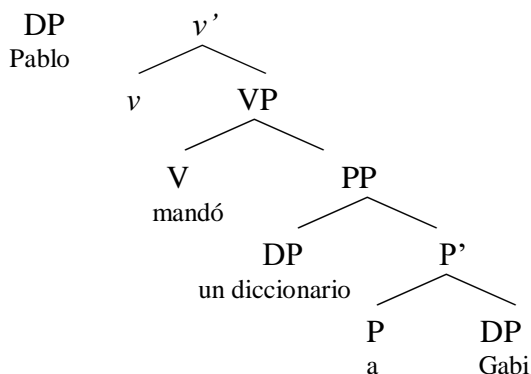 DP v’
Pablo
v VP
V PP
mandó
DP P’
un diccionario
P DP
a Gabi